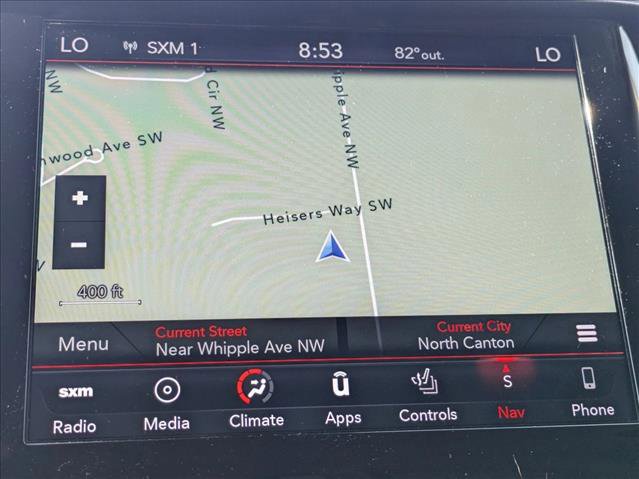 LO SXM 1 8:53 82° out. LO
NW
d Cir NW
hipple Ave NW
nwood Ave SW
+
Heisers Way SW
−
400 ft
Menu
Current Street
Near Whipple Ave NW
Current City
North Canton
sxm
Radio
Media
Climate
ū
Apps
Controls
S
Nav
Phone